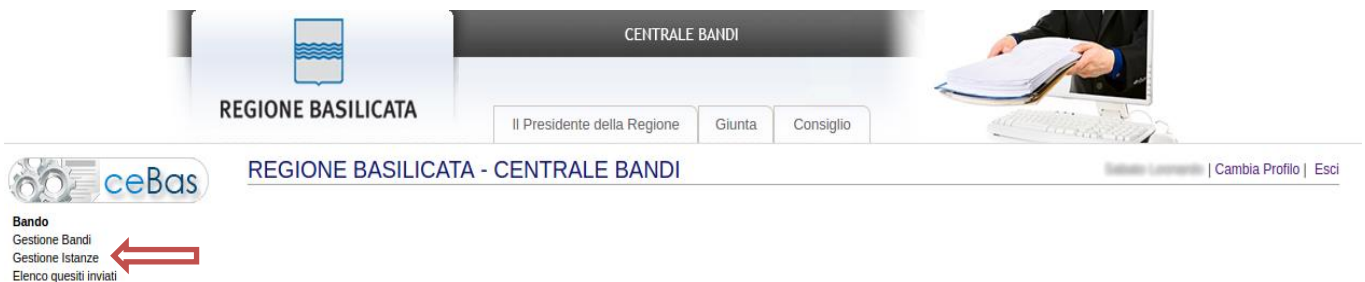 CENTRALE BANDI
REGIONE BASILICATA
Il Presidente della Regione Giunta Consiglio
ceBas
REGIONE BASILICATA - CENTRALE BANDI
| Cambia Profilo | Esci
Bando
Gestione Bandi
Gestione Istanze
Elenco quesiti inviati